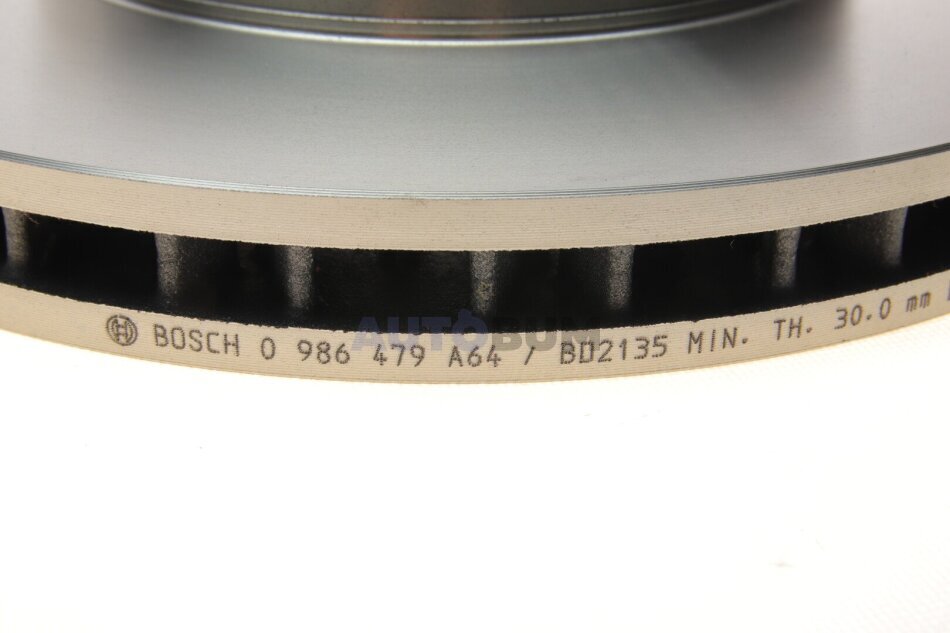 BOSCH 0 986 479 A64 / BD2135 MIN. TH. 30.0 mm
AUTOBUM